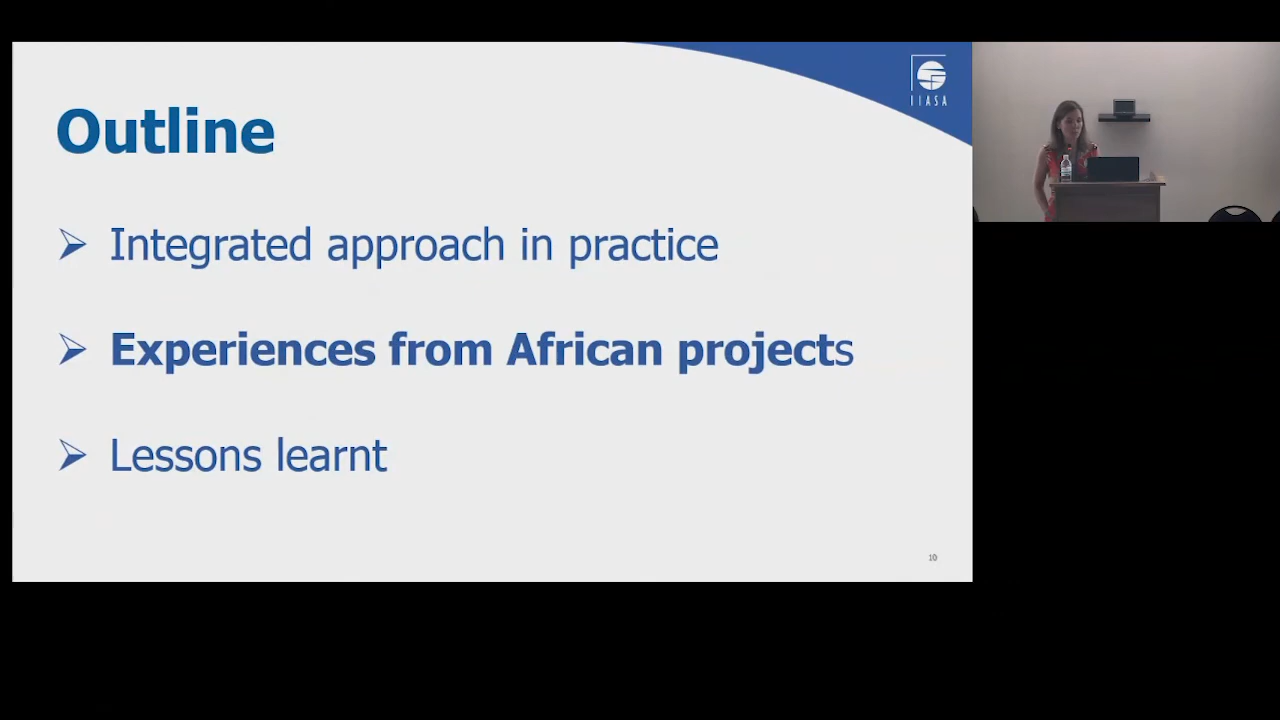 IIASA
Outline
Integrated approach in practice
Experiences from African projects
Lessons learnt
10